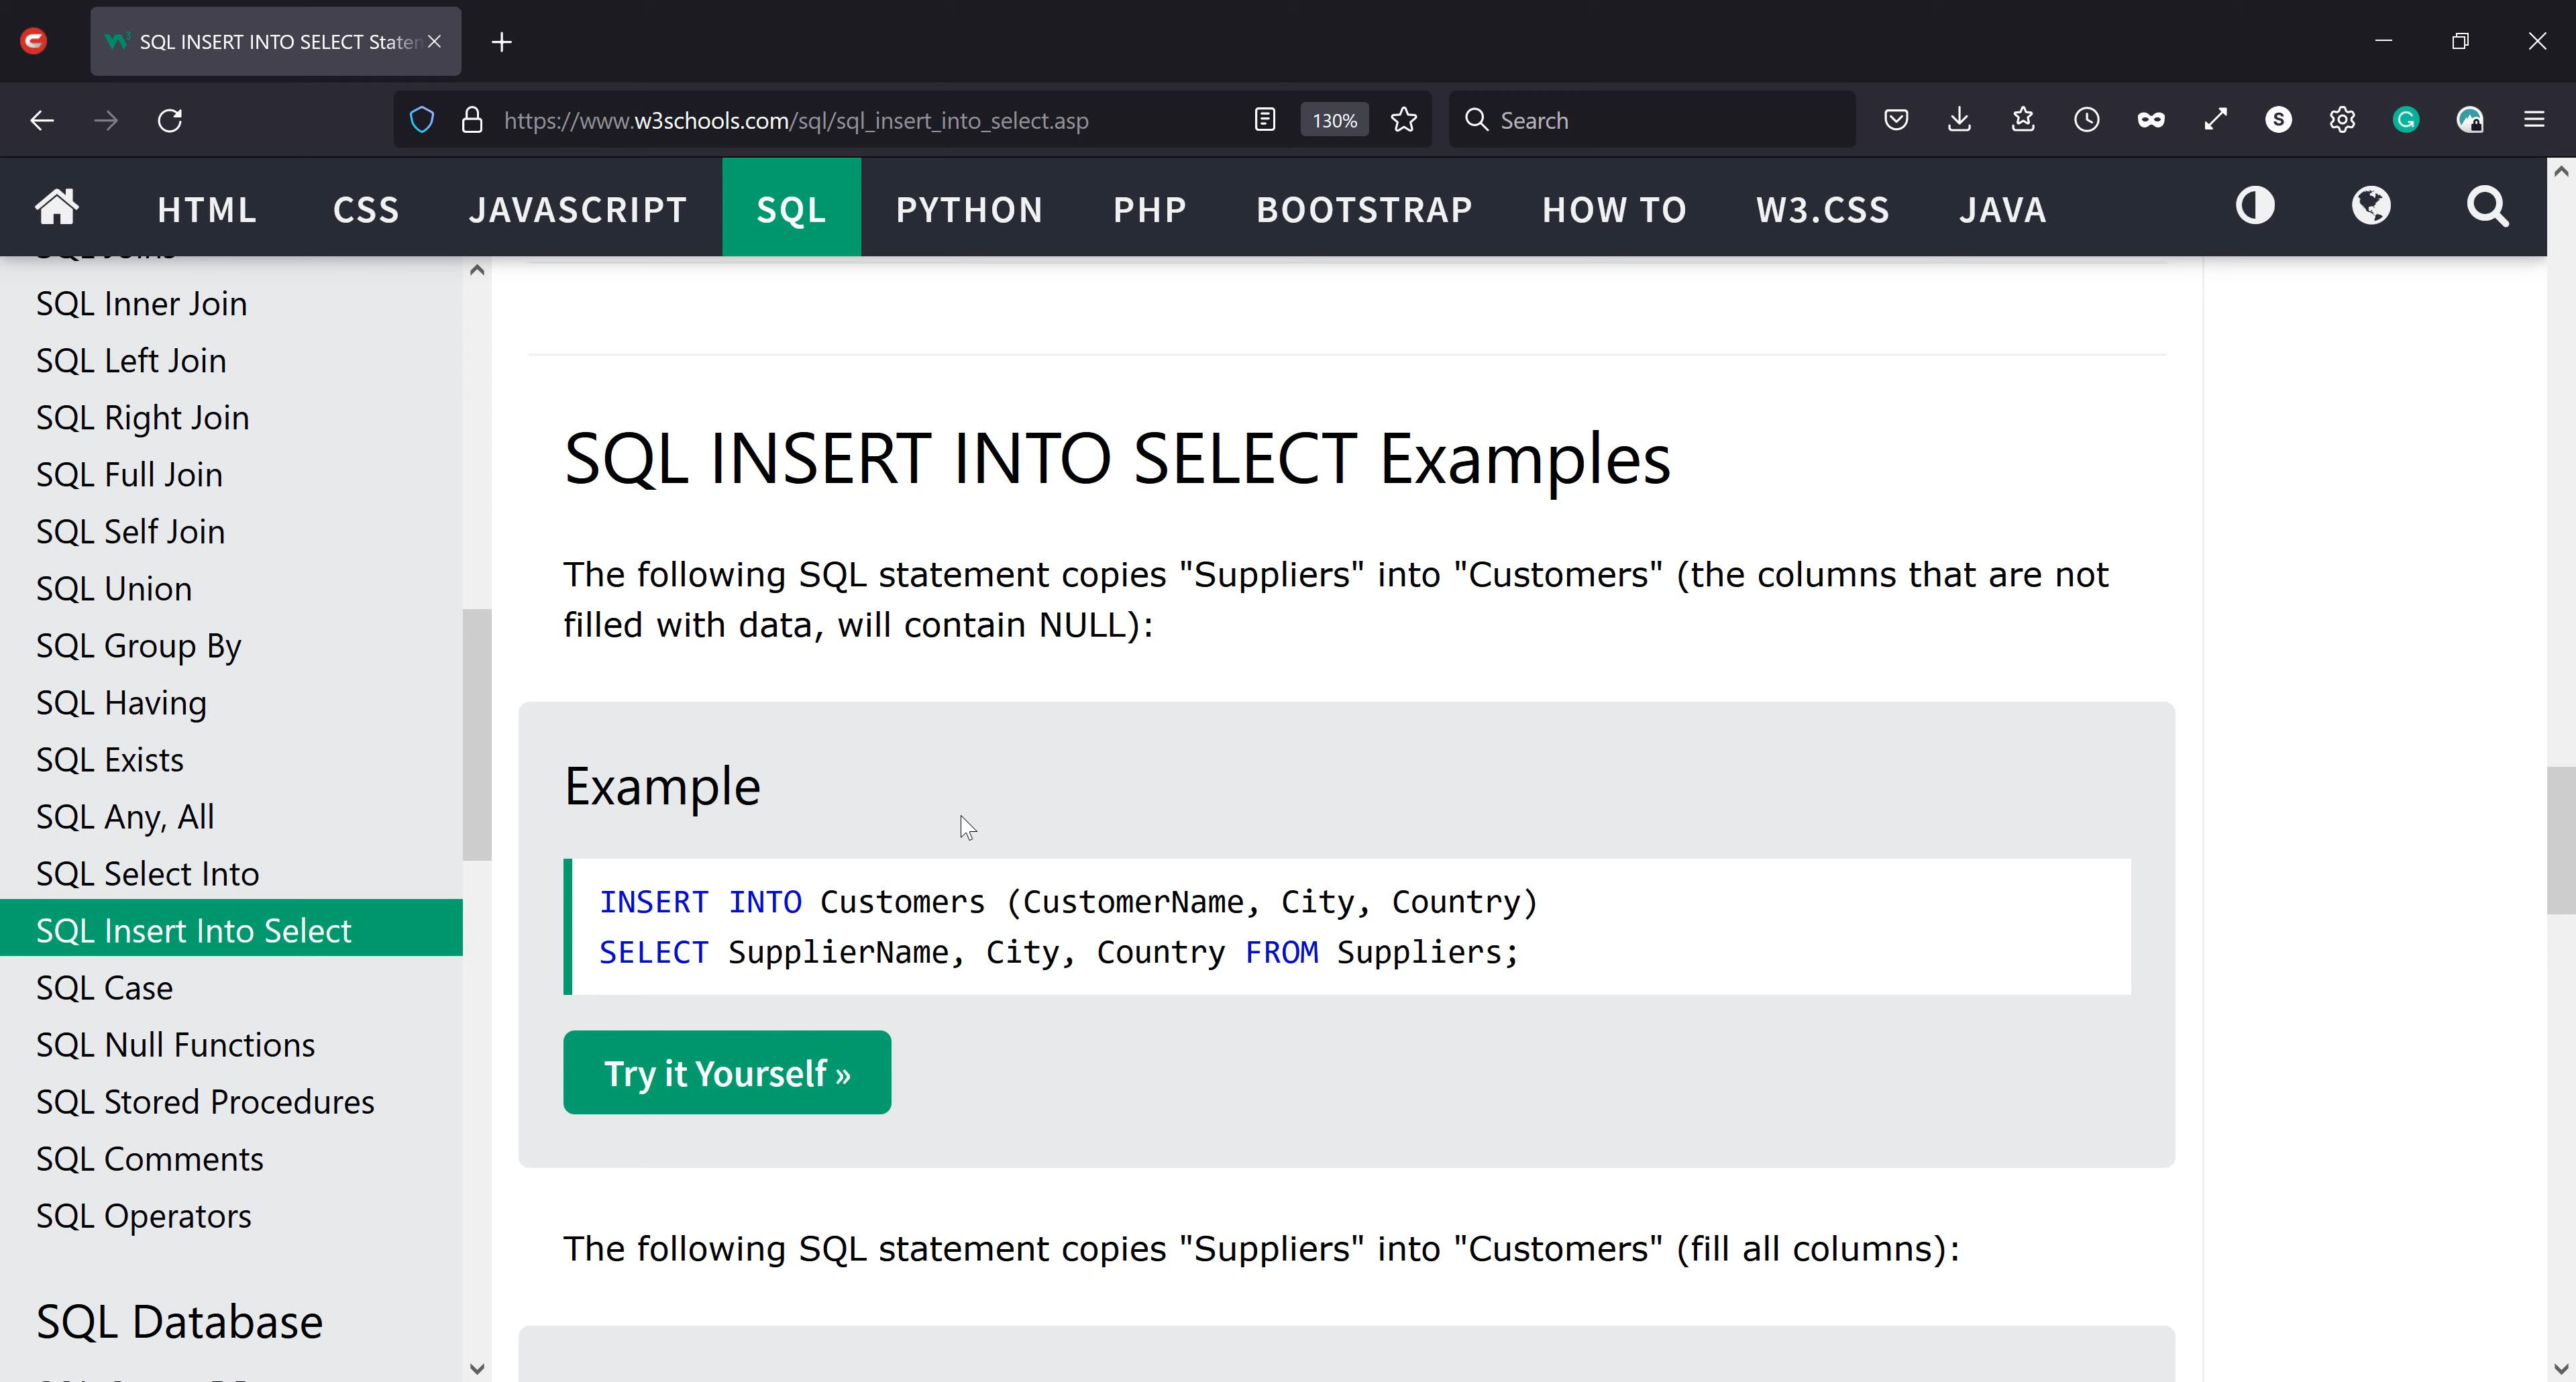 SQL INSERT INTO SELECT Staten
https://www.w3schools.com/sql/sql_insert_into_select.asp
130%
Search
S
HTML
CSS
JAVASCRIPT
SQL
PYTHON
PHP
BOOTSTRAP
HOW TO
W3.CSS
JAVA
SQL Inner Join
SQL Left Join
SQL Right Join
SQL Full Join
SQL Self Join
SQL Union
SQL Group By
SQL Having
SQL Exists
SQL Any, All
SQL Select Into
SQL Insert Into Select
SQL Case
SQL Null Functions
SQL Stored Procedures
SQL Comments
SQL Operators
SQL Database
SQL INSERT INTO SELECT Examples
The following SQL statement copies "Suppliers" into "Customers" (the columns that are not
filled with data, will contain NULL):
Example
INSERT INTO Customers (CustomerName, City, Country)
SELECT SupplierName, City, Country FROM Suppliers;
Try it Yourself »
The following SQL statement copies "Suppliers" into "Customers" (fill all columns):